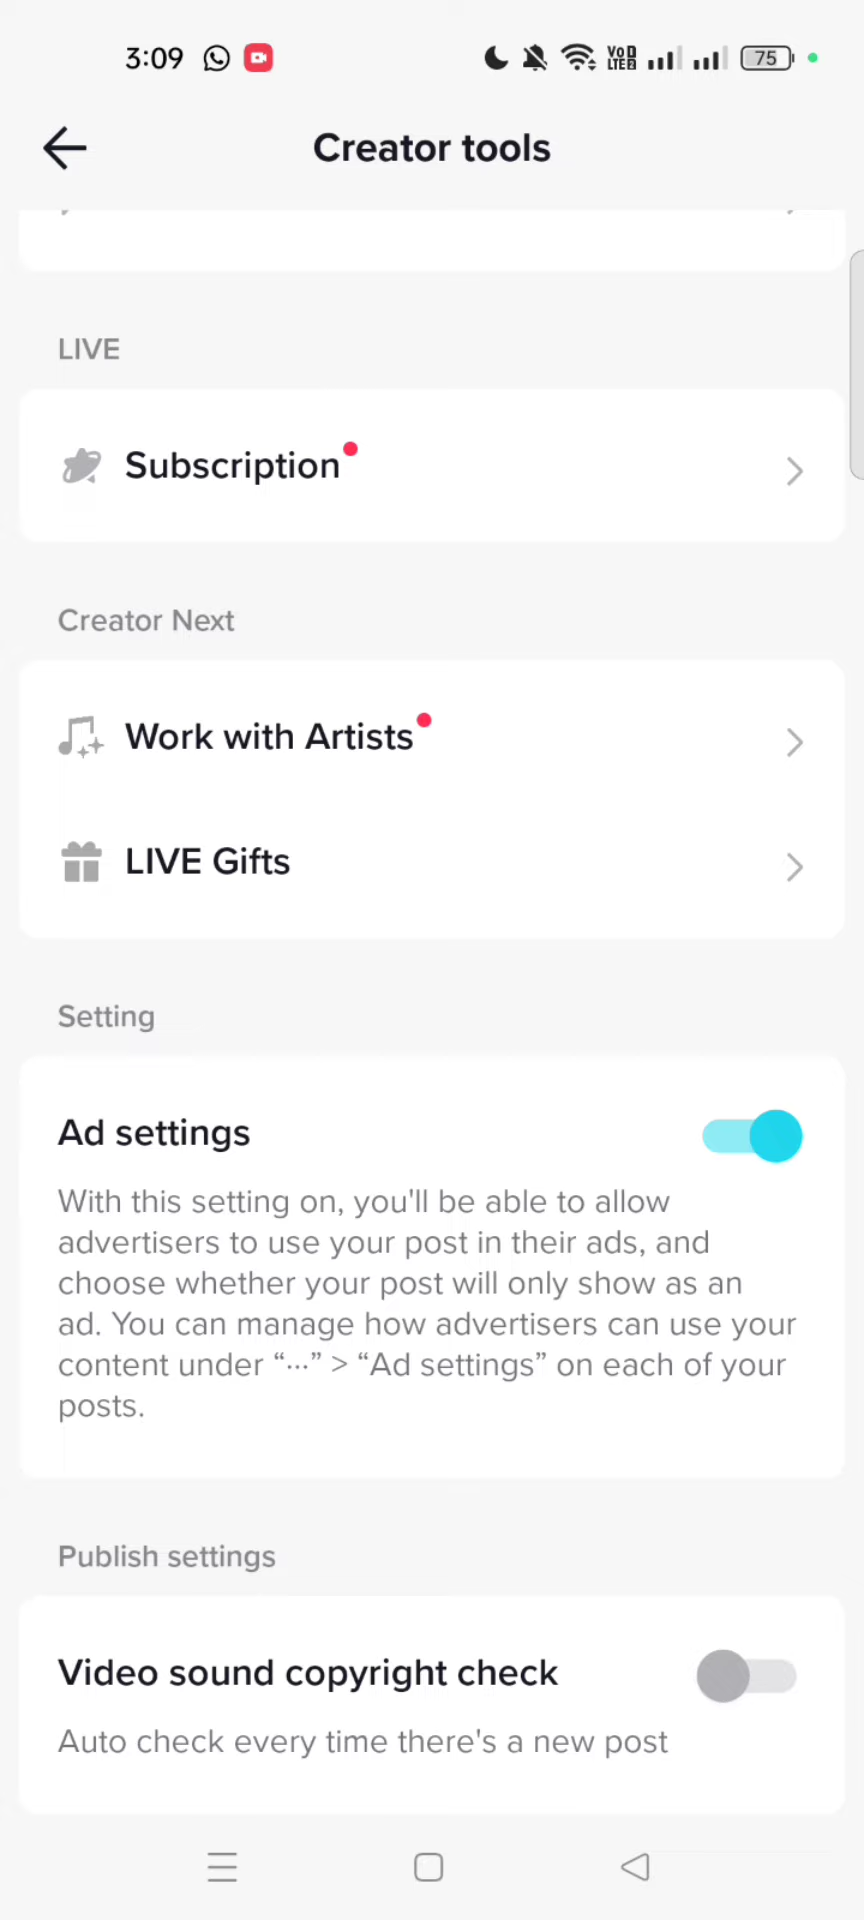 3:09
VoD
LTE2
75
Creator tools
LIVE
Subscription
Creator Next
Work with Artists
LIVE Gifts
Setting
Ad settings
With this setting on, you'll be able to allow
advertisers to use your post in their ads, and
choose whether your post will only show as an
ad. You can manage how advertisers can use your
content under “···” > “Ad settings” on each of your
posts.
Publish settings
Video sound copyright check
Auto check every time there's a new post